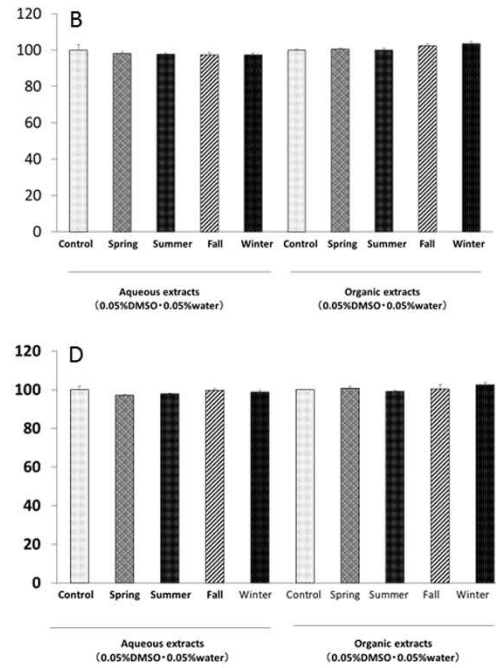 B
120
100
80
60
40
20
0
Control Spring Summer Fall Winter Control Spring Summer Fall Winter
Aqueous extracts Organic extracts
(0.05%DMSO・0.05%water) (0.05%DMSO・0.05%water)
D
120
100
80
60
40
20
0
Control Spring Summer Fall Winter Control Spring Summer Fall Winter
Aqueous extracts Organic extracts
(0.05%DMSO・0.05%water) (0.05%DMSO・0.05%water)